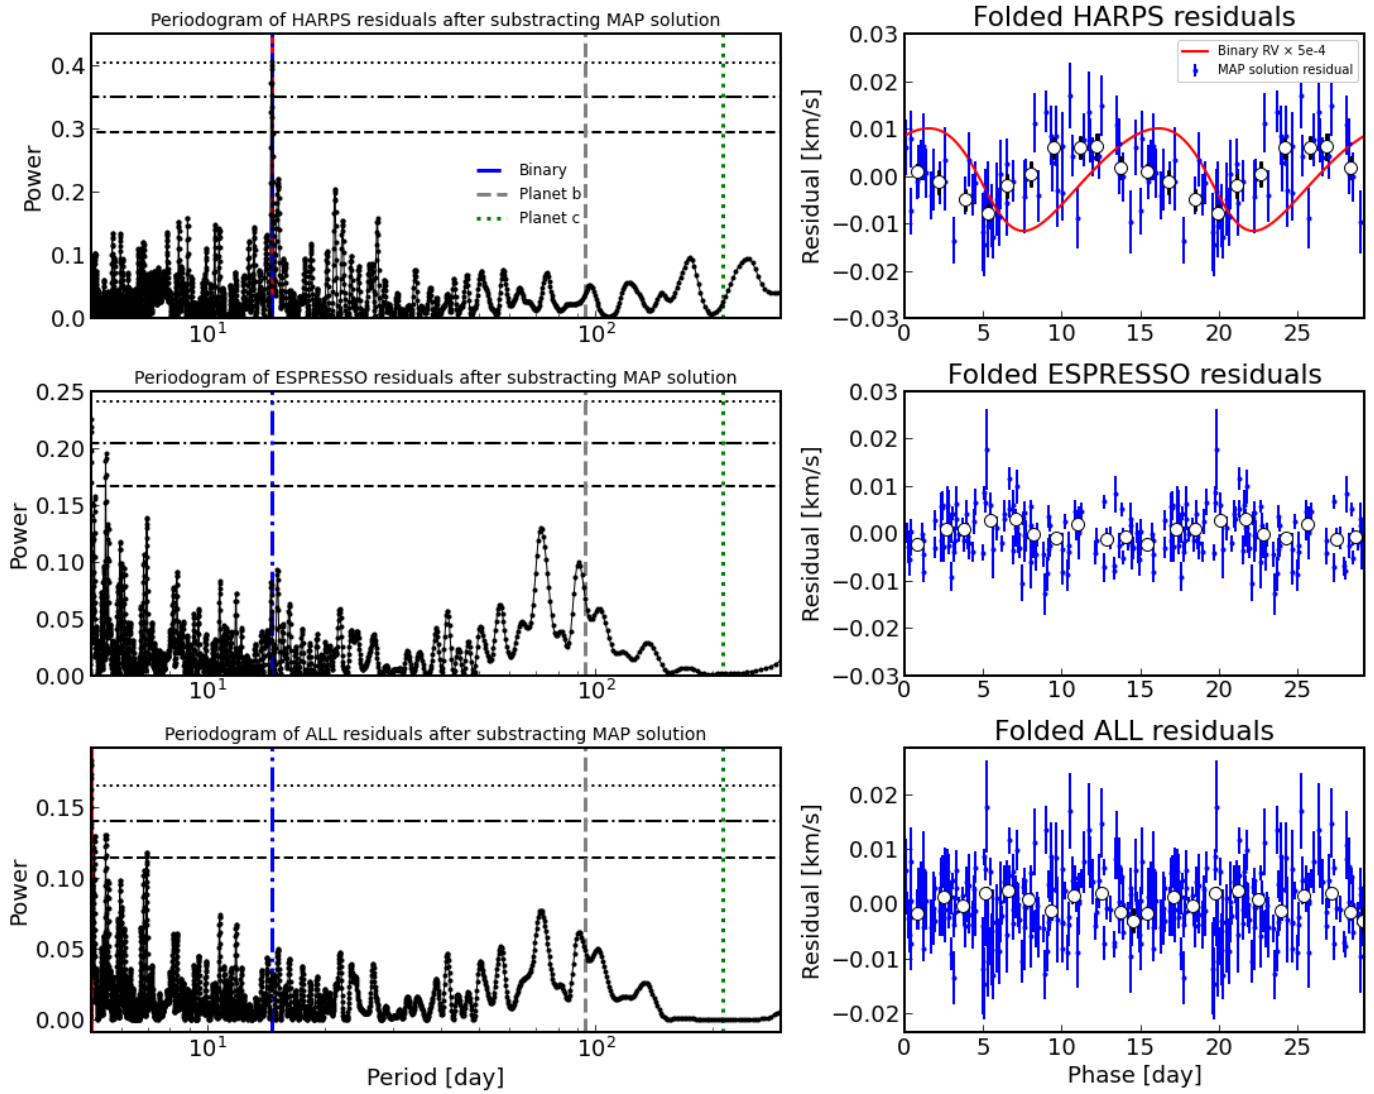 Periodogram of HARPS residuals after substracting MAP solution
Power
0.4
0.3
0.2
0.1
0.0
10¹
10²
Binary
Planet b
Planet c
Folded HARPS residuals
Residual [km/s]
0.03
0.02
0.01
0.00
−0.01
−0.02
−0.03
0 5 10 15 20 25
Binary RV × 5e-4
MAP solution residual
Periodogram of ESPRESSO residuals after substracting MAP solution
Power
0.25
0.20
0.15
0.10
0.05
0.00
10¹
10²
Folded ESPRESSO residuals
Residual [km/s]
0.03
0.02
0.01
0.00
−0.01
−0.02
−0.03
0 5 10 15 20 25
Periodogram of ALL residuals after substracting MAP solution
Power
0.15
0.10
0.05
0.00
10¹
10²
Period [day]
Folded ALL residuals
Residual [km/s]
0.02
0.01
0.00
−0.01
−0.02
0 5 10 15 20 25
Phase [day]